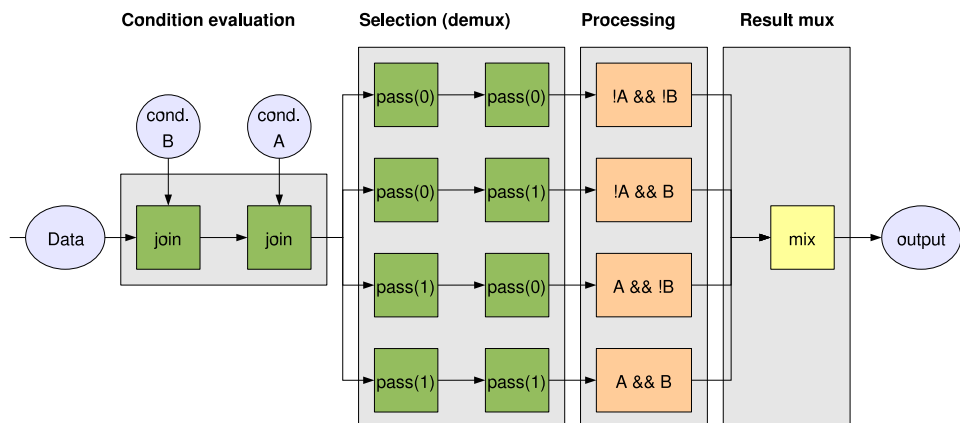 Condition evaluation
Selection (demux)
Processing
Result mux
cond.
B
cond.
A
Data
join
join
pass(0)
pass(0)
!A && !B
pass(0)
pass(1)
!A && B
pass(1)
pass(0)
A && !B
pass(1)
pass(1)
A && B
mix
output